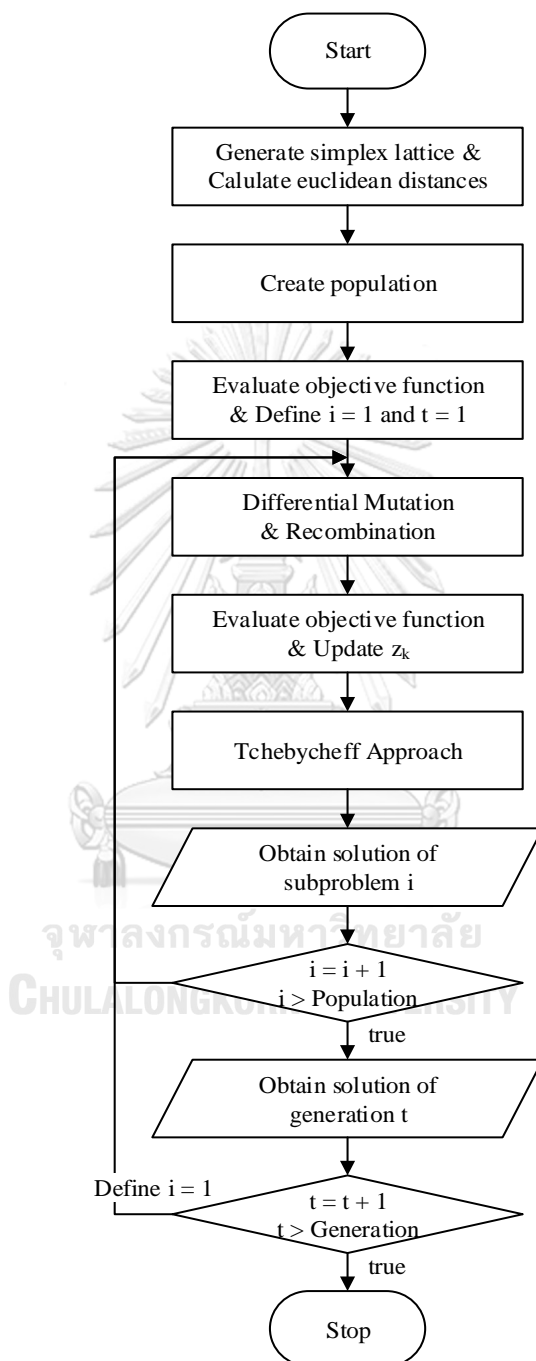 Start
Generate simplex lattice &
Calulate euclidean distances
Create population
Evaluate objective function
& Define i = 1 and t = 1
Differential Mutation
& Recombination
Evaluate objective function
& Update zk
Tchebycheff Approach
Obtain solution of
subproblem i
จุฬาลงกรณ์มหาวิทยาลัย
i = i + 1
i > Population
CHULALONGKORN UNIVERSITY
true
Obtain solution of
generation t
Define i = 1
t = t + 1
t > Generation
true
Stop